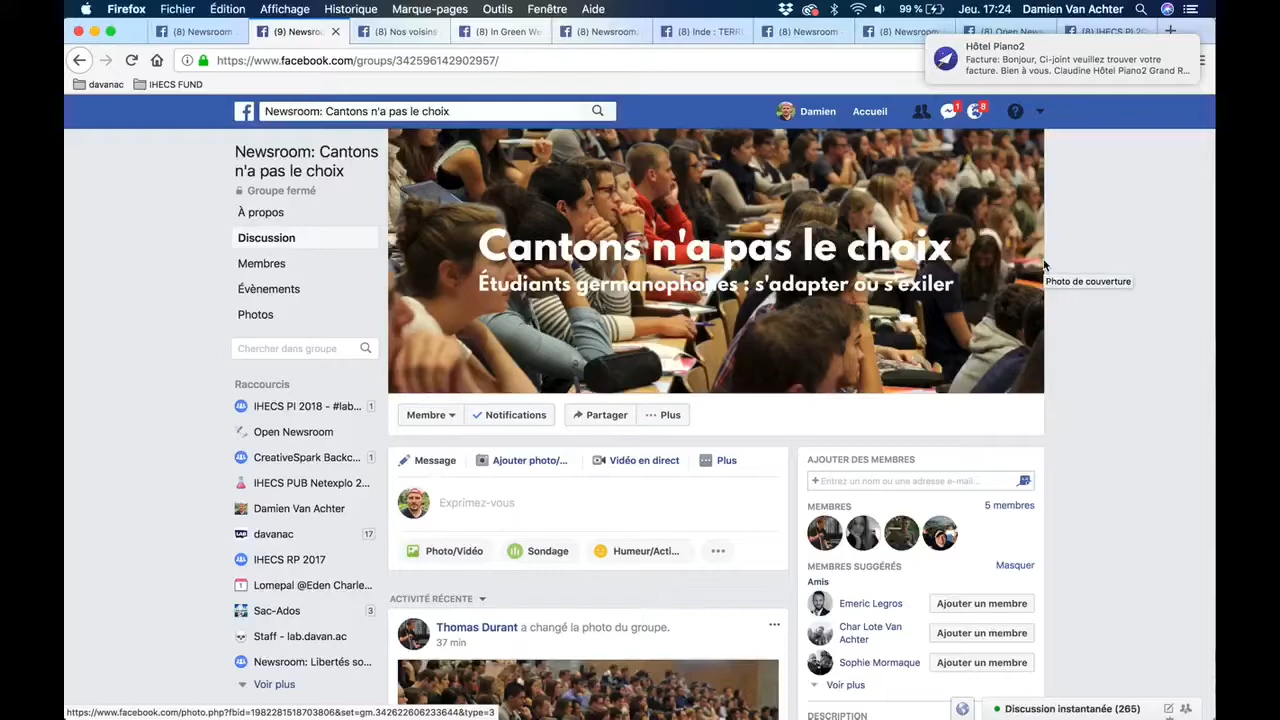 Firefox Fichier Édition Affichage Historique Marque-pages Outils Fenêtre Aide 99 % Jeu. 17:24 Damien Van Achter
(8) Newsroom (8) Newsro (8) Nos voisins (8) In Green We (8) Newsroom: (8) Inde : TERR (8) Newsroom (8) Newsroom
https://www.facebook.com/groups/342596142902957/
Hôtel Piano2
Facture: Bonjour, Ci-joint veuillez trouver votre
facture. Bien à vous. Claudine Hôtel Piano2 Grand R...
davanac IHECS FUND
Newsroom: Cantons n'a pas le choix Damien Accueil 1 8
Newsroom: Cantons
n'a pas le choix
Groupe fermé
À propos
Discussion
Membres
Évènements
Photos
Chercher dans groupe
Raccourcis
IHECS PI 2018 - #lab... 1
Open Newsroom
CreativeSpark Backc... 1
IHECS PUB Netexplo 2...
Damien Van Achter
davanac 17
IHECS RP 2017
Lomepal @Eden Charle...
Sac-Ados 3
Staff - lab.davan.ac
Newsroom: Libertés so...
Voir plus
Cantons n'a pas le choix
Étudiants germanophones : s'adapter ou s'exiler
Photo de couverture
Membre Notifications Partager Plus
Message Ajouter photo/... Vidéo en direct Plus
Exprimez-vous
Photo/Vidéo Sondage Humeur/Acti...
ACTIVITÉ RÉCENTE
Thomas Durant a changé la photo du groupe.
37 min
AJOUTER DES MEMBRES
Entrez un nom ou une adresse e-mail...
MEMBRES 5 membres
MEMBRES SUGGÉRÉS Masquer
Amis
Emeric Legros Ajouter un membre
Char Lote Van
Achter Ajouter un membre
Sophie Mormaque Ajouter un membre
Voir plus
DESCRIPTION
Discussion instantanée (265)
https://www.facebook.com/photo.php?fbid=1982281518703806&set=gm.342622606233644&type=3